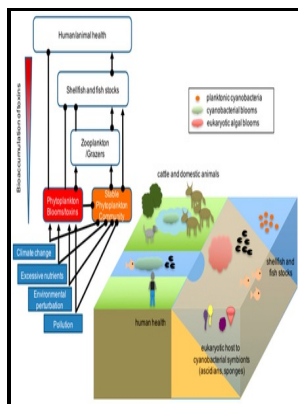 Human/animal health
Shellfish and fish stocks
Zooplankton
/Grazers
Bioaccumulation of toxins
Phytoplankton
Blooms/toxins
Stable
Phytoplankton
Community
Climate change
Excessive nutrients
Environmental
perturbation
Pollution
planktonic cyanobacteria
cyanobacteria blooms
eukaryotic algal blooms
cattle and domestic animals
shellfish and
fish stocks
human health
eukaryotic host to
cyanobacterial symbionts
(ascidians, sponges)